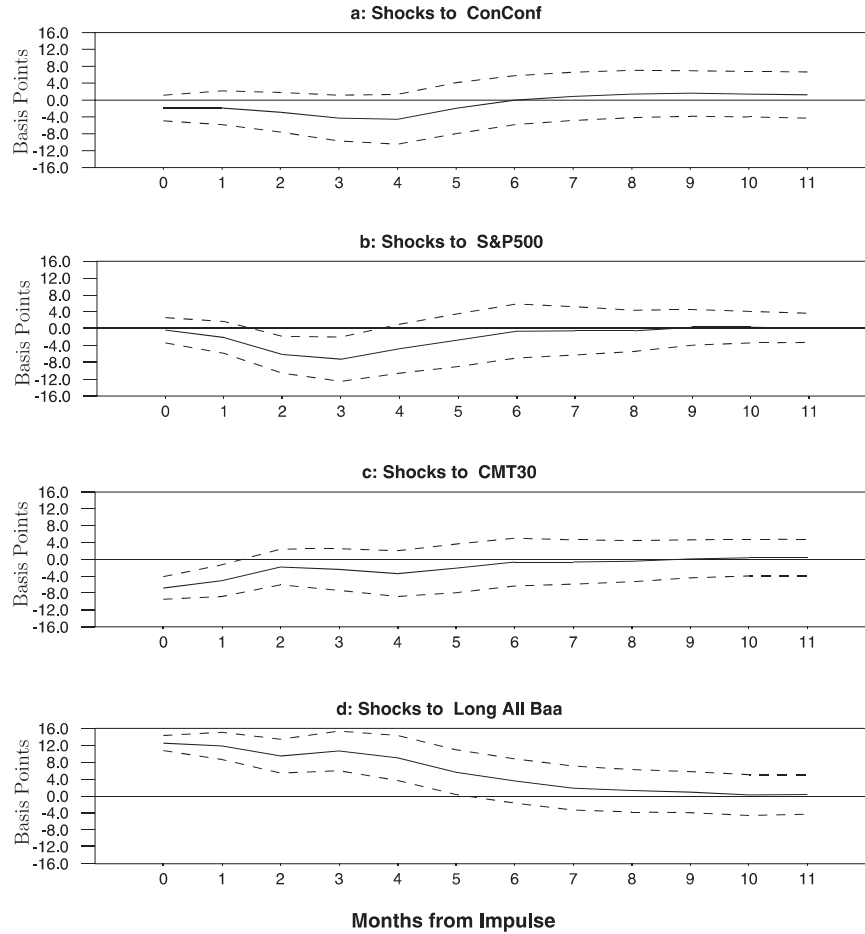 a: Shocks to ConConf
Basis Points
16.0
12.0
8.0
4.0
0.0
-4.0
-8.0
-12.0
-16.0
0 1 2 3 4 5 6 7 8 9 10 11
b: Shocks to S&P500
Basis Points
16.0
12.0
8.0
4.0
0.0
-4.0
-8.0
-12.0
-16.0
0 1 2 3 4 5 6 7 8 9 10 11
c: Shocks to CMT30
Basis Points
16.0
12.0
8.0
4.0
0.0
-4.0
-8.0
-12.0
-16.0
0 1 2 3 4 5 6 7 8 9 10 11
d: Shocks to Long All Baa
Basis Points
16.0
12.0
8.0
4.0
0.0
-4.0
-8.0
-12.0
-16.0
0 1 2 3 4 5 6 7 8 9 10 11
Months from Impulse